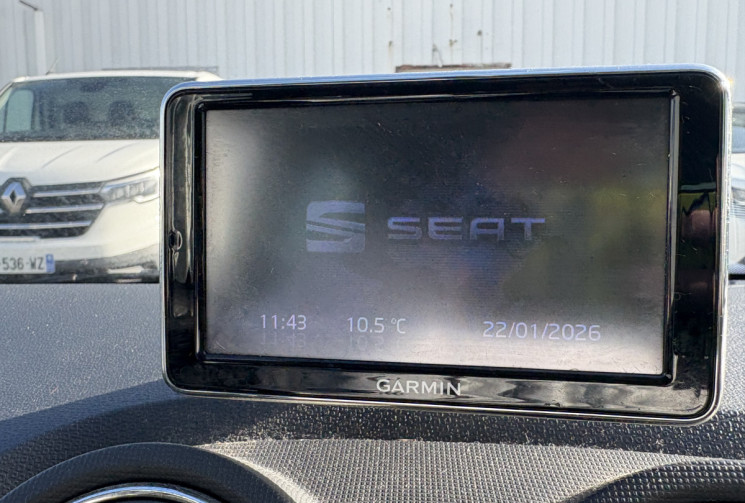 SEAT
11:43 10.5 °C 22/01/2026
GARMIN
536 WZ